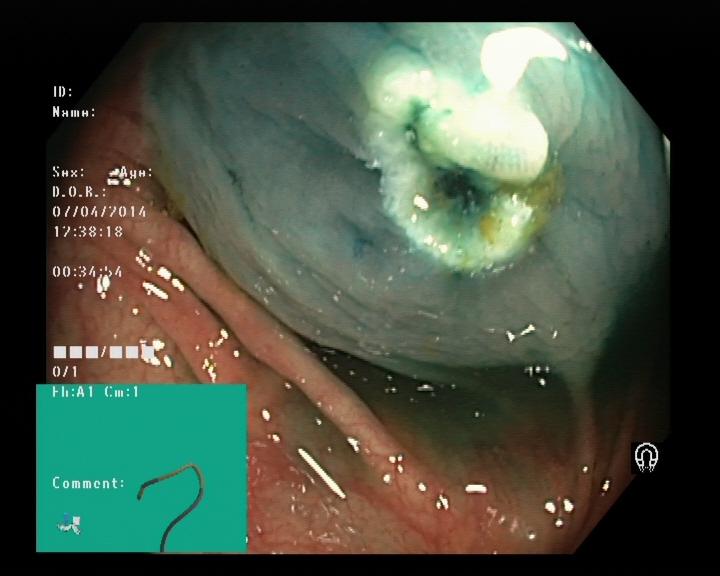 ID:
Name:
Sex: Age:
D.O.B.:
07/04/2014
12:38:18
00:34:54
■■■/■■■
0/1
Eh:A1 Cm:1
Comment: